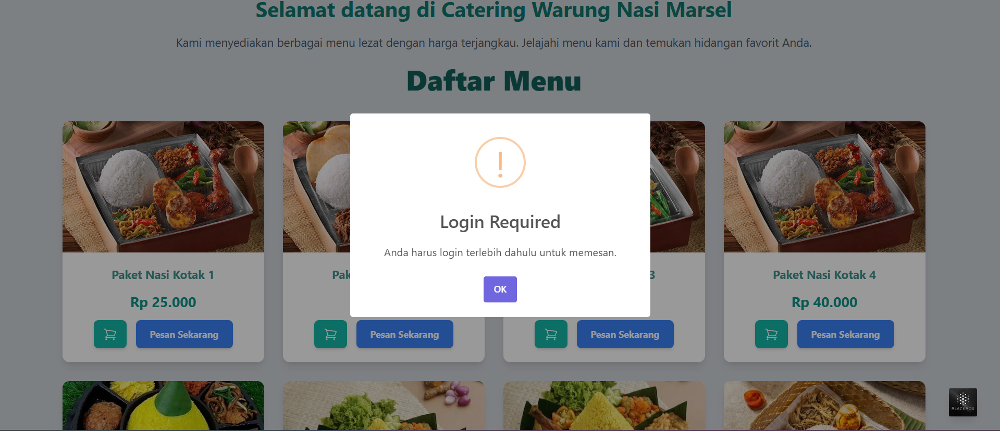 Selamat datang di Catering Warung Nasi Marsel
Kami menyediakan berbagai menu lezat dengan harga terjangkau. Jelajahi menu kami dan temukan hidangan favorit Anda.
Daftar Menu
!
Login Required
Anda harus login terlebih dahulu untuk memesan.
OK
Paket Nasi Kotak 1
3
Paket Nasi Kotak 4
Rp 25.000
Rp 40.000
Pesan Sekarang
Pesan Sekarang
Pesan Sekarang
Pesan Sekarang
BLACKBOX